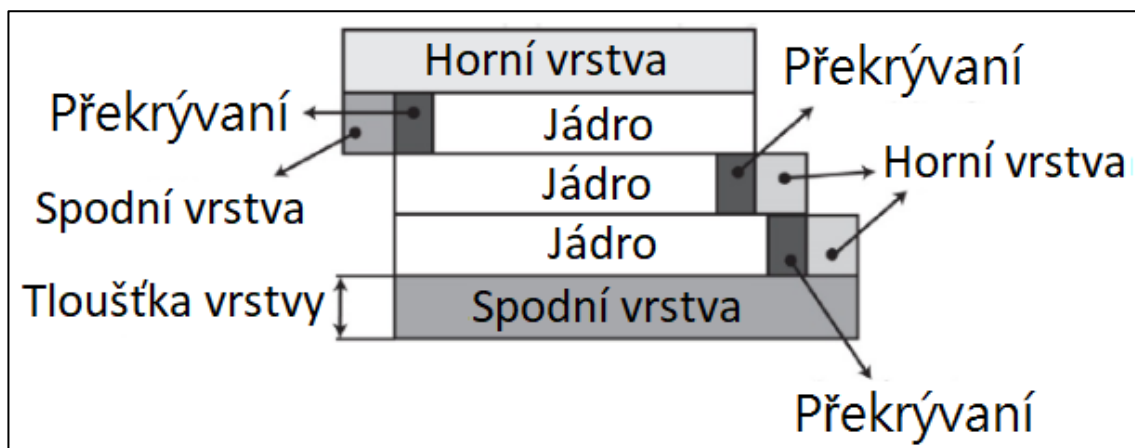 Horní vrstva
Překrývaní
Překrývaní
Jádro
Jádro
Horní vrstva
Spodní vrstva
Jádro
Tloušťka vrstvy
Spodní vrstva
Překrývaní